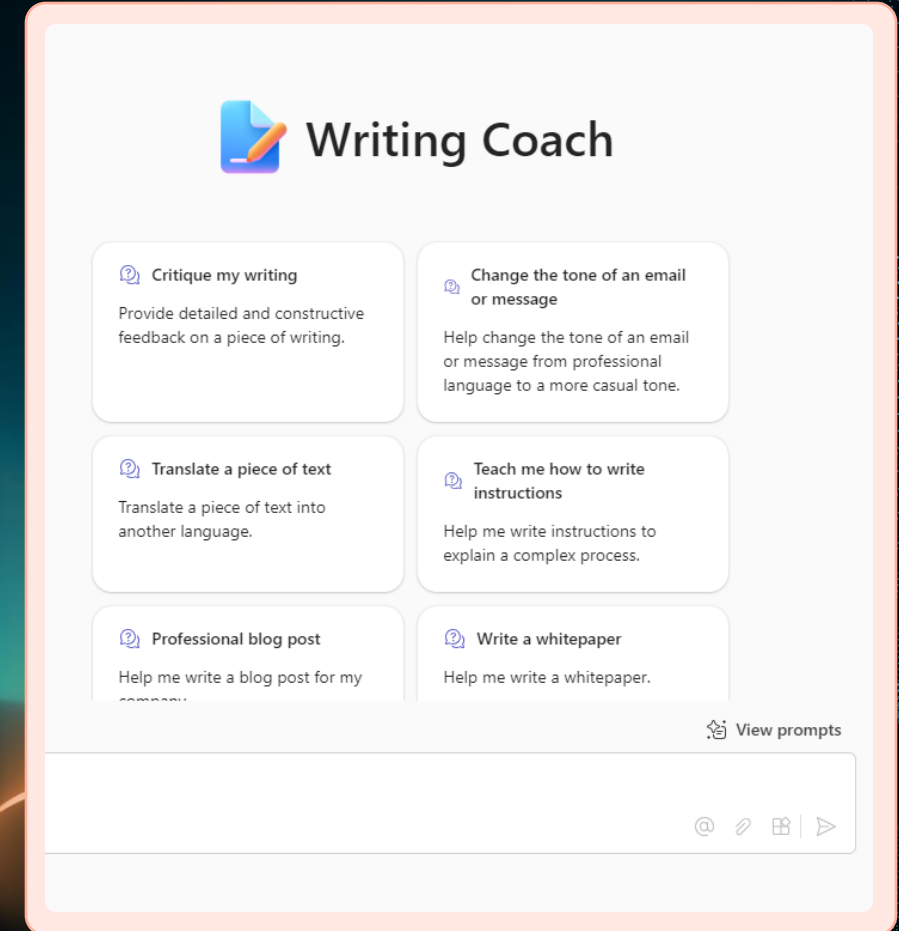 Writing Coach
Critique my writing
Provide detailed and constructive
feedback on a piece of writing.
Change the tone of an email
or message
Help change the tone of an email
or message from professional
language to a more casual tone.
Translate a piece of text
Translate a piece of text into
another language.
Teach me how to write
instructions
Help me write instructions to
explain a complex process.
Professional blog post
Help me write a blog post for my
company
Write a whitepaper
Help me write a whitepaper.
View prompts